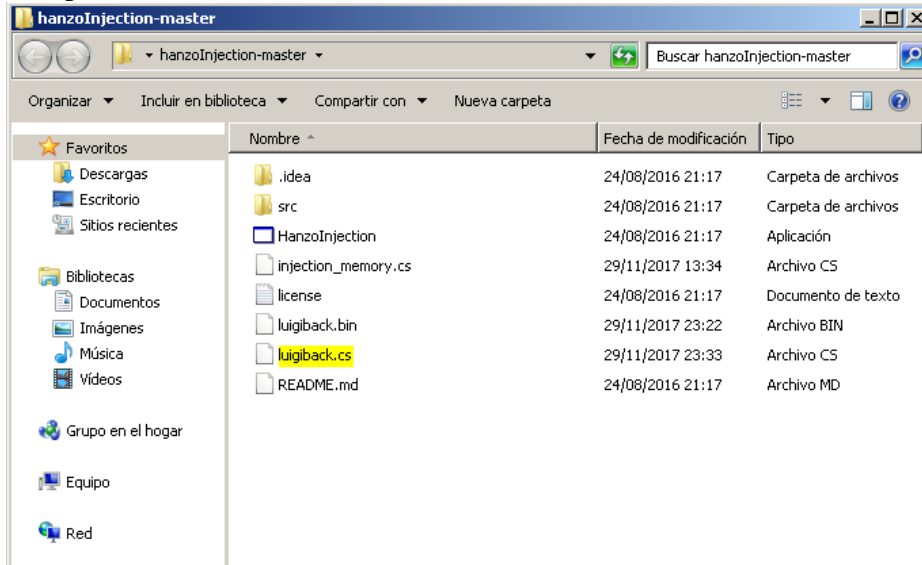 hanzoInjection-master
hanzoInjection-master
Buscar hanzoInjection-master
Organizar
Incluir en biblioteca
Compartir con
Nueva carpeta
Favoritos
Descargas
Escritorio
Sitios recientes
Bibliotecas
Documentos
Imágenes
Música
Vídeos
Grupo en el hogar
Equipo
Red
Nombre Fecha de modificación Tipo
.idea 24/08/2016 21:17 Carpeta de archivos
src 24/08/2016 21:17 Carpeta de archivos
HanzoInjection 24/08/2016 21:17 Aplicación
injection_memory.cs 29/11/2017 13:34 Archivo CS
license 24/08/2016 21:17 Documento de texto
luigiback.bin 29/11/2017 23:22 Archivo BIN
luigiback.cs 29/11/2017 23:33 Archivo CS
README.md 24/08/2016 21:17 Archivo MD